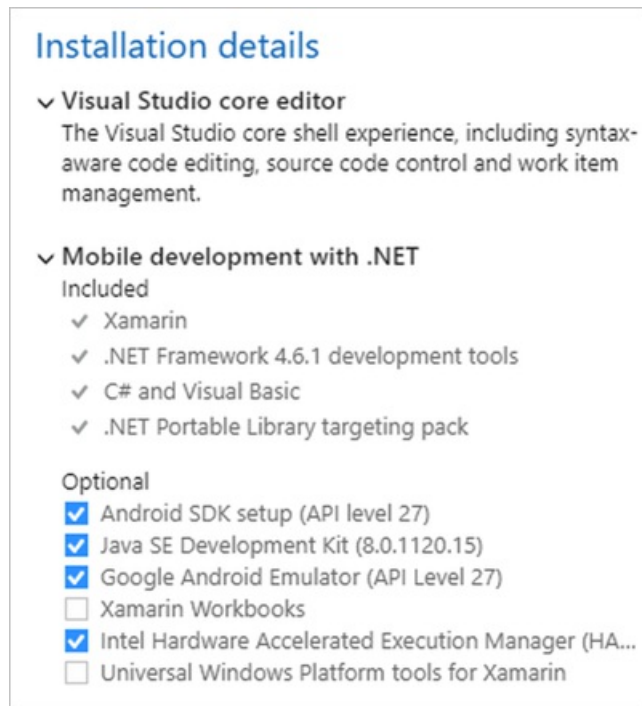 Installation details
Visual Studio core editor
The Visual Studio core shell experience, including syntax-
aware code editing, source code control and work item
management.
Mobile development with .NET
Included
Xamarin
.NET Framework 4.6.1 development tools
C# and Visual Basic
.NET Portable Library targeting pack
Optional
Android SDK setup (API level 27)
Java SE Development Kit (8.0.1120.15)
Google Android Emulator (API Level 27)
Xamarin Workbooks
Intel Hardware Accelerated Execution Manager (HA...
Universal Windows Platform tools for Xamarin